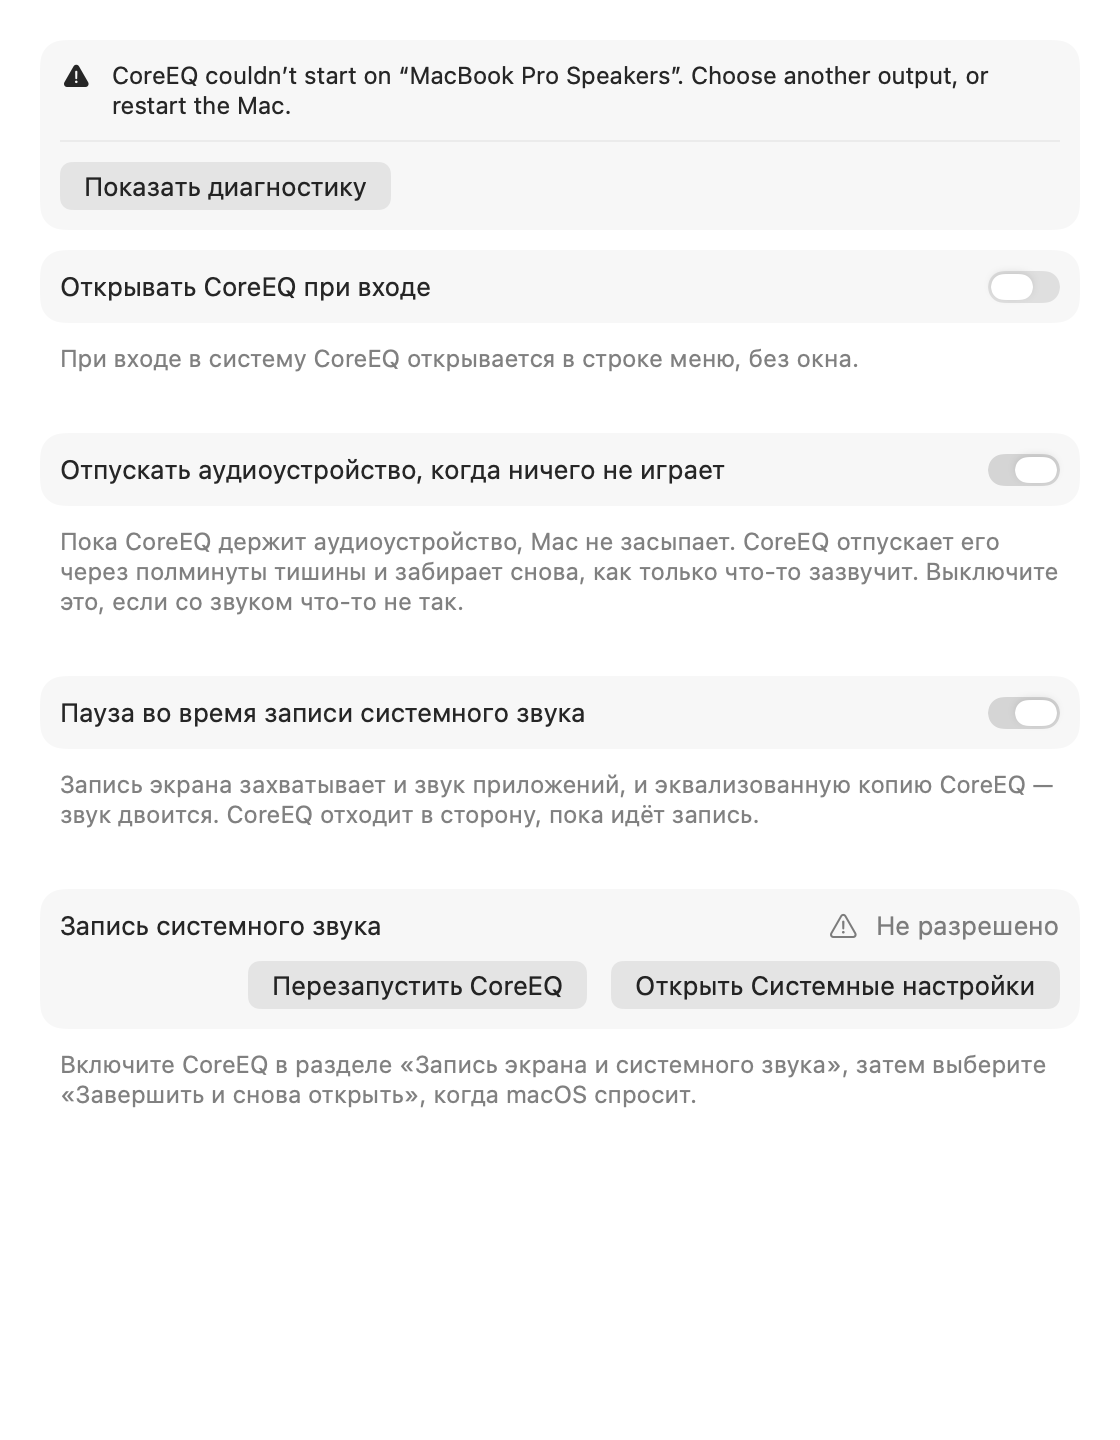 CoreEQ couldn’t start on “MacBook Pro Speakers”. Choose another output, or
restart the Mac.
Показать диагностику
Открывать CoreEQ при входе
При входе в систему CoreEQ открывается в строке меню, без окна.
Отпускать аудиоустройство, когда ничего не играет
Пока CoreEQ держит аудиоустройство, Mac не засыпает. CoreEQ отпускает его
через полминуты тишины и забирает снова, как только что-то зазвучит. Выключите
это, если со звуком что-то не так.
Пауза во время записи системного звука
Запись экрана захватывает и звук приложений, и эквализованную копию CoreEQ —
звук двоится. CoreEQ отходит в сторону, пока идёт запись.
Запись системного звука
Не разрешено
Перезапустить CoreEQ
Открыть Системные настройки
Включите CoreEQ в разделе «Запись экрана и системного звука», затем выберите
«Завершить и снова открыть», когда macOS спросит.